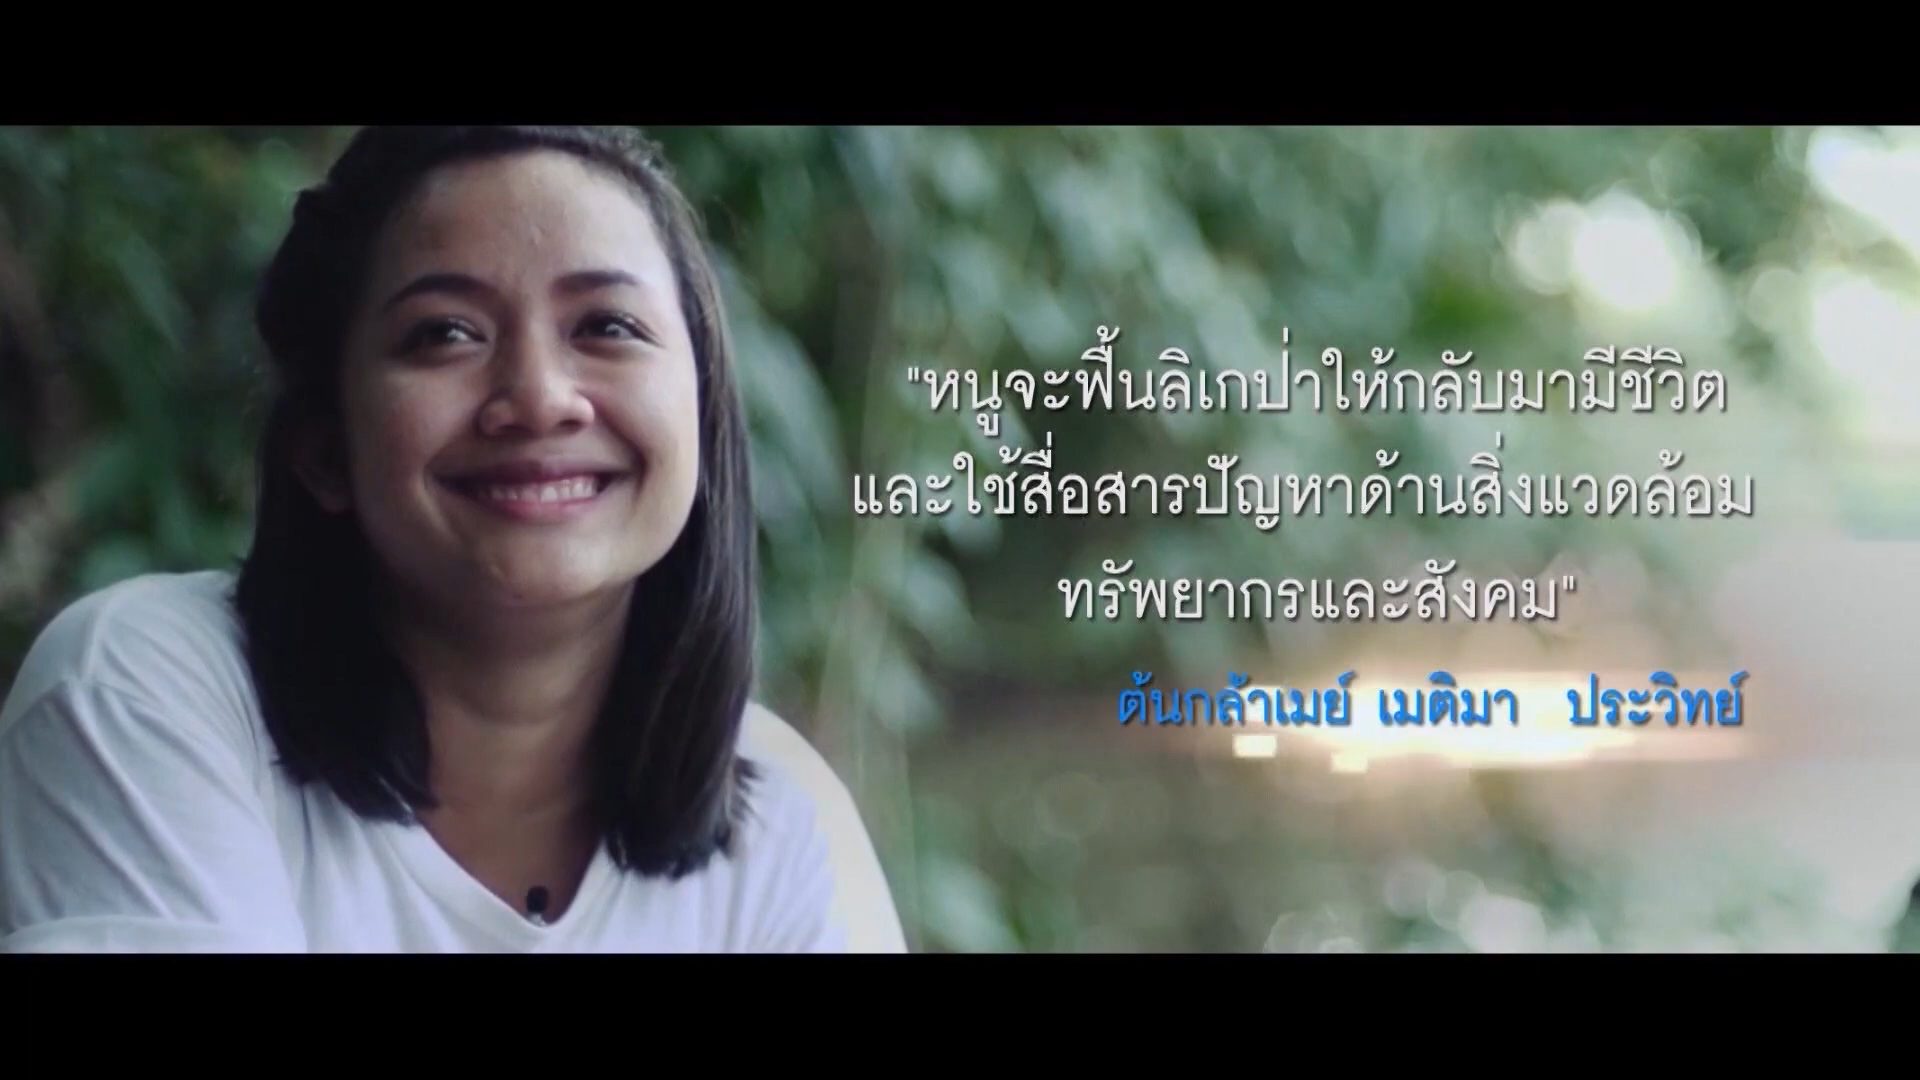 "หนูจะฟื้นลิเกป่าให้กลับมามีชีวิต
และใช้สื่อสารปัญหาด้านสิ่งแวดล้อม
ทรัพยากรและสังคม"
ต้นกล้าเมย์ เมติมา ประวิทย์